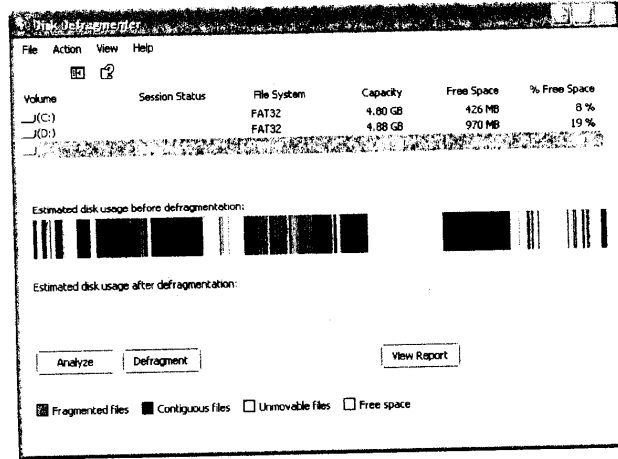 Disk Defragmenter
File Action View Help
Volume Session Status File System Capacity Free Space % Free Space
(C:) FAT32 4.80 GB 426 MB 8 %
(D:) FAT32 4.88 GB 970 MB 19 %
Estimated disk usage before defragmentation:
Estimated disk usage after defragmentation:
Analyze Defragment View Report
Fragmented files Contiguous files Unmovable files Free space